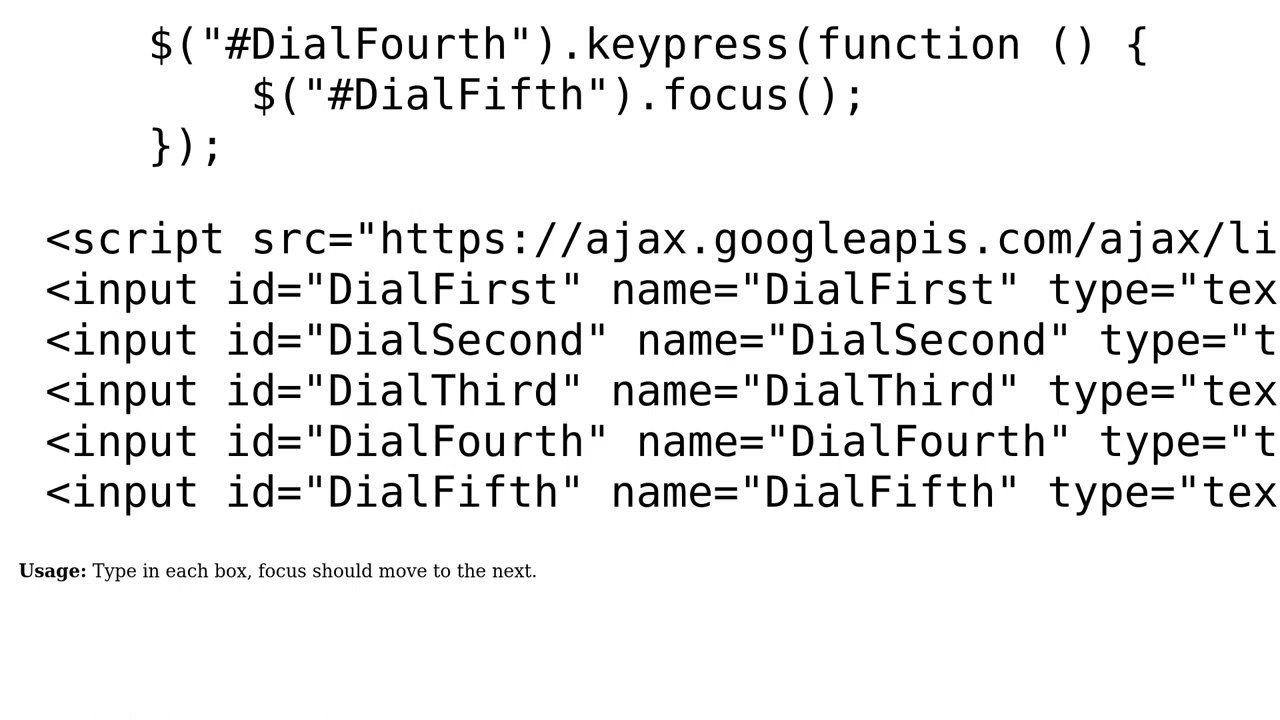 $("#DialFourth").keypress(function () {
$("#DialFifth").focus();
});
<script src="https://ajax.googleapis.com/ajax/li
<input id="DialFirst" name="DialFirst" type="tex
<input id="DialSecond" name="DialSecond" type="t
<input id="DialThird" name="DialThird" type="tex
<input id="DialFourth" name="DialFourth" type="t
<input id="DialFifth" name="DialFifth" type="tex
Usage: Type in each box, focus should move to the next.